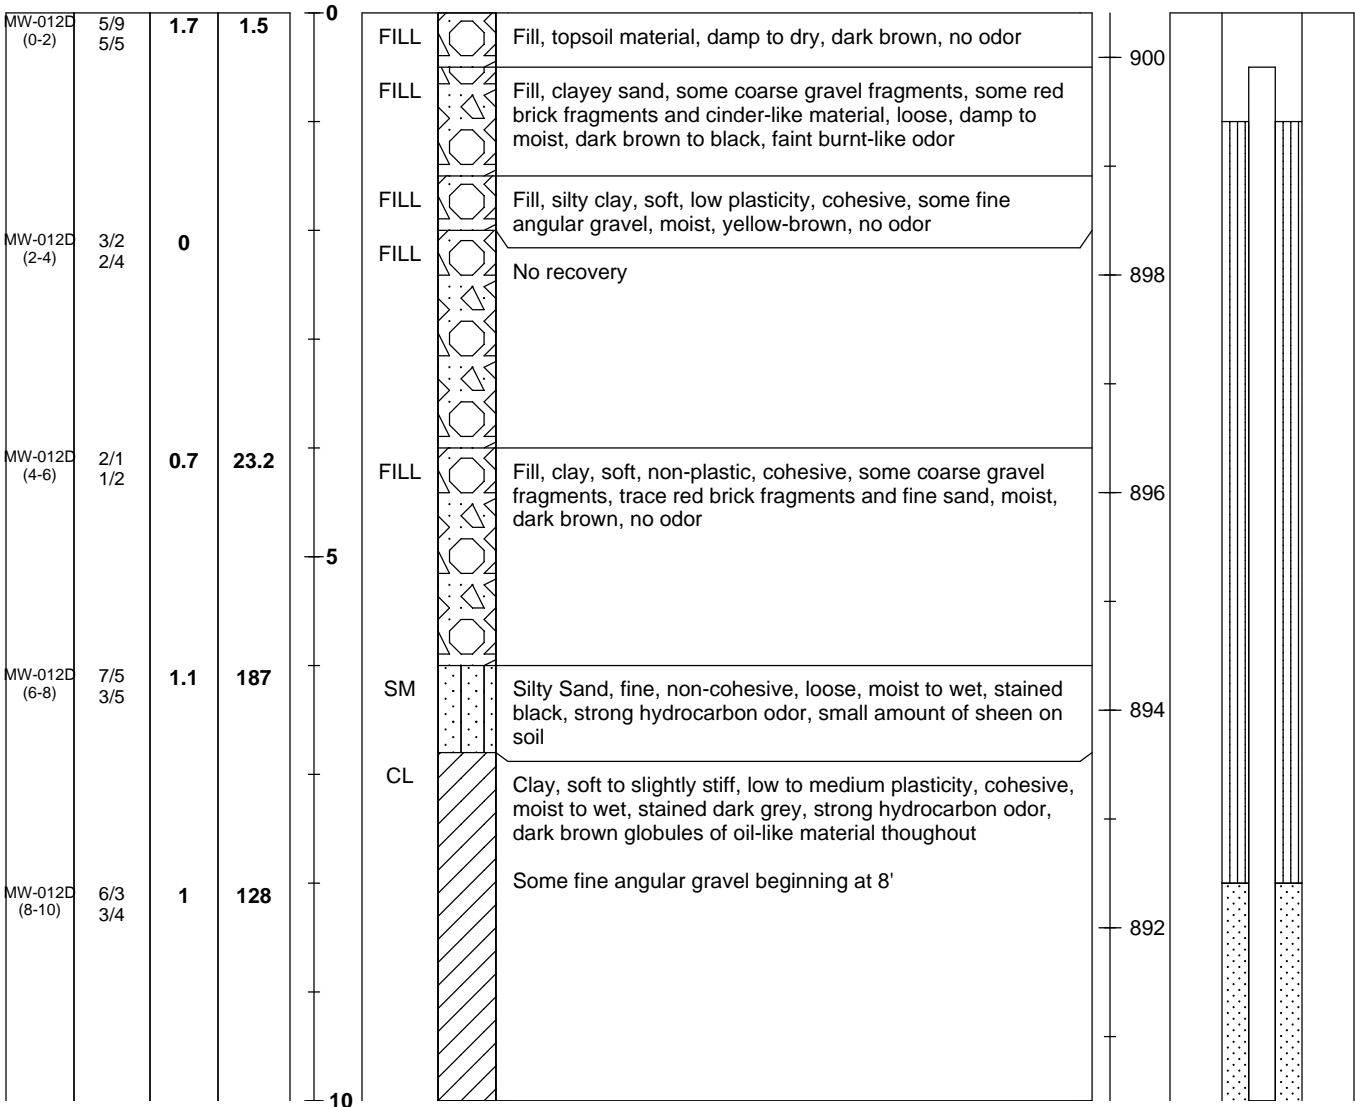 MW-012D
(0-2)
5/9
5/5
1.7
1.5
0
FILL
Fill, topsoil material, damp to dry, dark brown, no odor
900
FILL
Fill, clayey sand, some coarse gravel fragments, some red
brick fragments and cinder-like material, loose, damp to
moist, dark brown to black, faint burnt-like odor
FILL
Fill, silty clay, soft, low plasticity, cohesive, some fine
angular gravel, moist, yellow-brown, no odor
MW-012D
(2-4)
3/2
2/4
0
FILL
No recovery
898
MW-012D
(4-6)
2/1
1/2
0.7
23.2
FILL
Fill, clay, soft, non-plastic, cohesive, some coarse gravel
fragments, trace red brick fragments and fine sand, moist,
dark brown, no odor
896
5
MW-012D
(6-8)
7/5
3/5
1.1
187
SM
Silty Sand, fine, non-cohesive, loose, moist to wet, stained
black, strong hydrocarbon odor, small amount of sheen on
soil
894
CL
Clay, soft to slightly stiff, low to medium plasticity, cohesive,
moist to wet, stained dark grey, strong hydrocarbon odor,
dark brown globules of oil-like material thoughout
Some fine angular gravel beginning at 8'
MW-012D
(8-10)
6/3
3/4
1
128
892
10